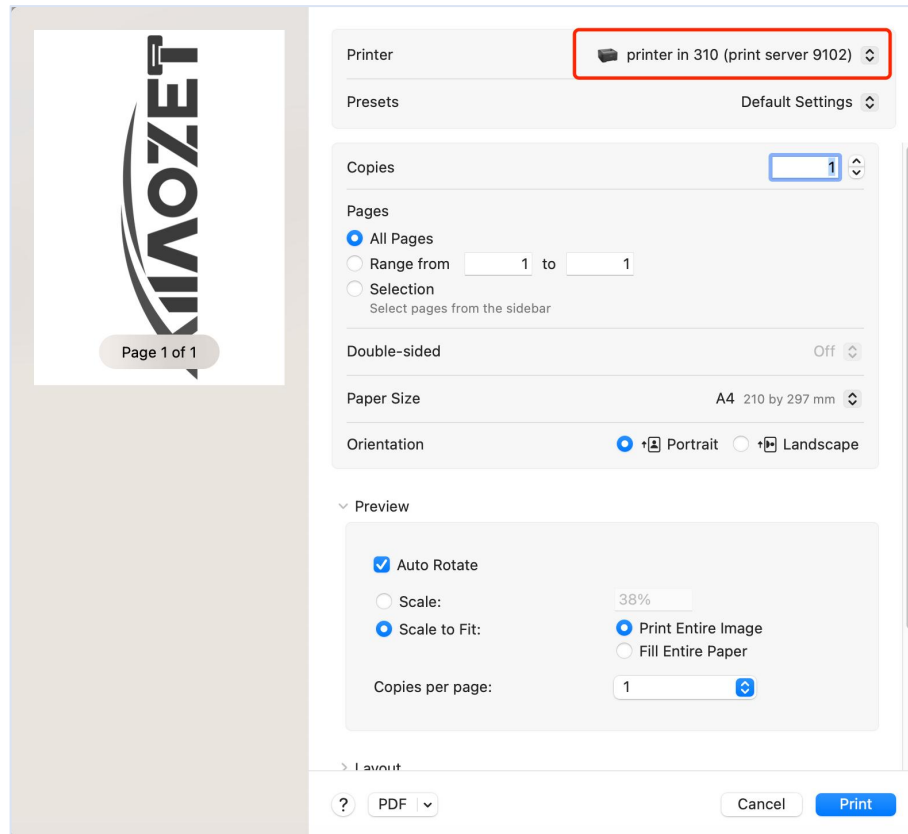 Printer printer in 310 (print server 9102)
Presets Default Settings
Copies 1
Pages
All Pages
Range from 1 to 1
Selection
Select pages from the sidebar
Double-sided Off
Paper Size A4 210 by 297 mm
Orientation Portrait Landscape
Preview
Auto Rotate
Scale: 38%
Scale to Fit: Print Entire Image
Fill Entire Paper
Copies per page: 1
Layout
? PDF Cancel Print
Page 1 of 1